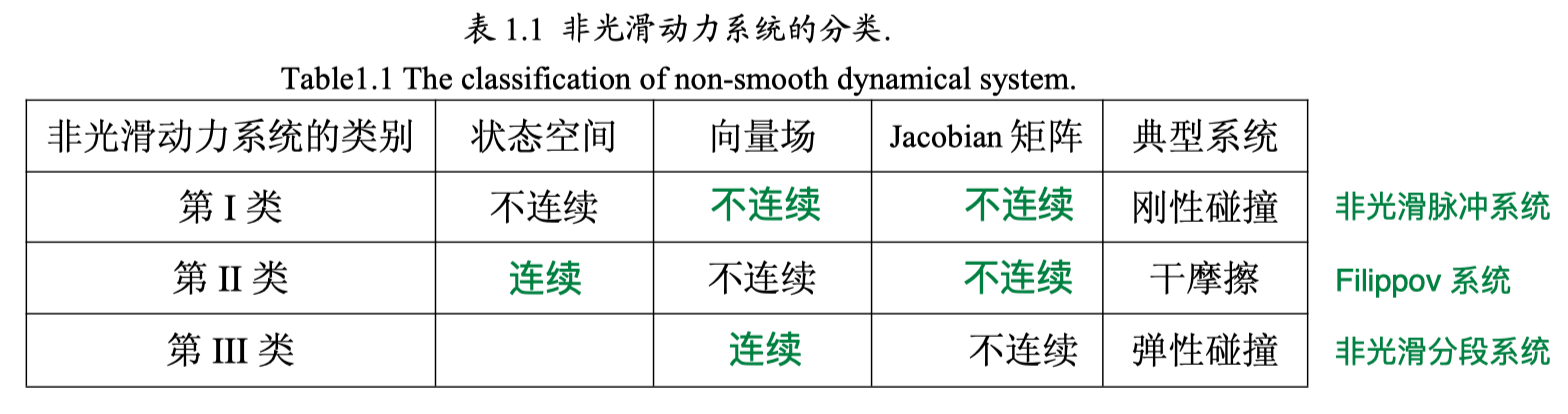 表 1.1 非光滑动力系统的分类.
Table1.1 The classification of non-smooth dynamical system.
非光滑动力系统的类别 状态空间 向量场 Jacobian 矩阵 典型系统
第 I 类 不连续 不连续 不连续 刚性碰撞 非光滑脉冲系统
第 II 类 连续 不连续 不连续 干摩擦 Filippov 系统
第 III 类 连续 不连续 弹性碰撞 非光滑分段系统